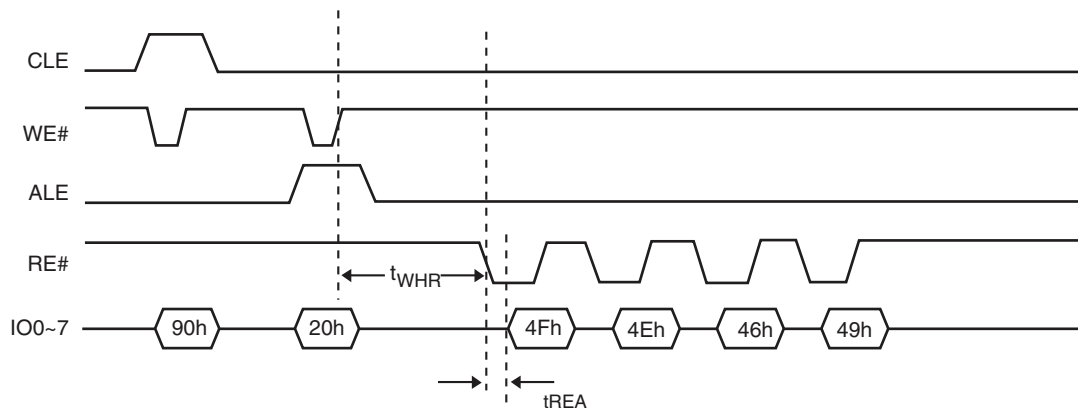 CLE
WE#
ALE
RE#
tWHR
IO0~7 90h 20h 4Fh 4Eh 46h 49h
tREA